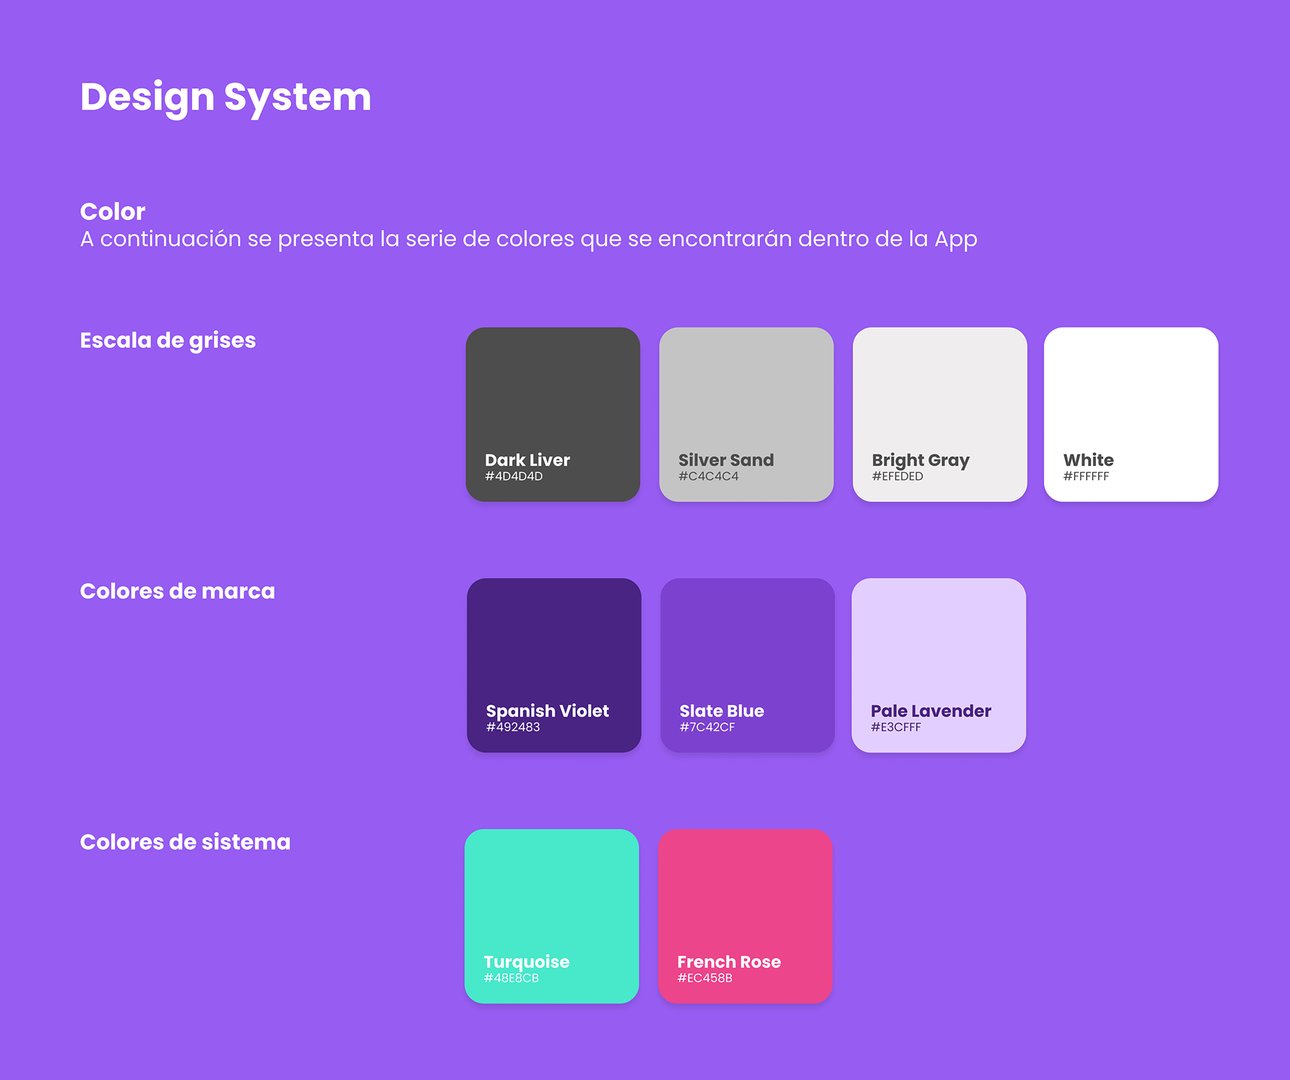 Design System
Color
A continuación se presenta la serie de colores que se encontrarán dentro de la App
Escala de grises
Dark Liver
#4D4D4D
Silver Sand
#C4C4C4
Bright Gray
#EFEDED
White
#FFFFFF
Colores de marca
Spanish Violet
#492483
Slate Blue
#7C42CF
Pale Lavender
#E3CFFF
Colores de sistema
Turquoise
#48E8CB
French Rose
#EC458B